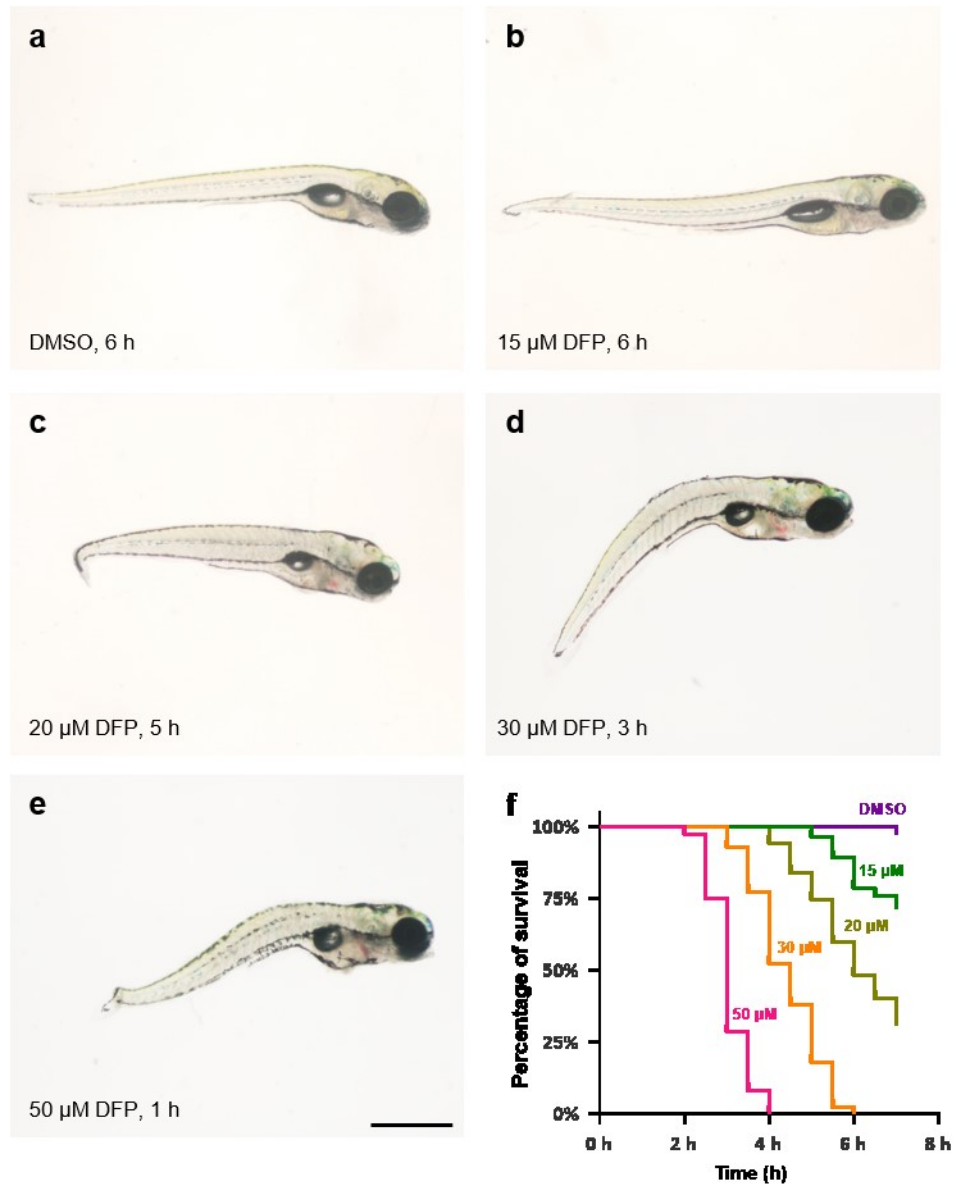 a
b
DMSO, 6 h
15 µM DFP, 6 h
c
d
20 µM DFP, 5 h
30 µM DFP, 3 h
e
50 µM DFP, 1 h
f
DMSO
100%
15 µM
75%
20 µM
30 µM
50%
50 µM
25%
0%
Percentage of survival
0 h 2 h 4 h 6 h 8 h
Time (h)